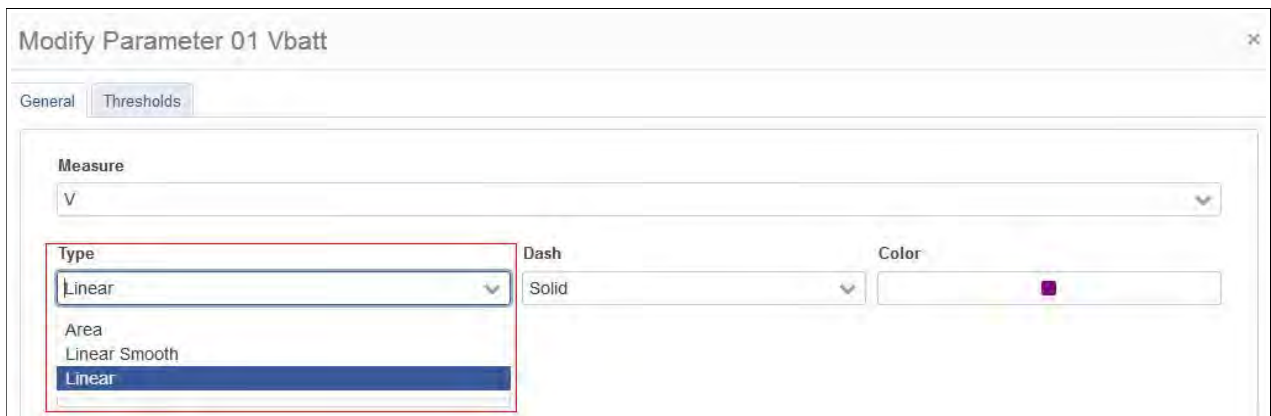 Modify Parameter 01 Vbatt ×
General Thresholds
Measure
V
Type Dash Color
Linear Solid
Area
Linear Smooth
Linear